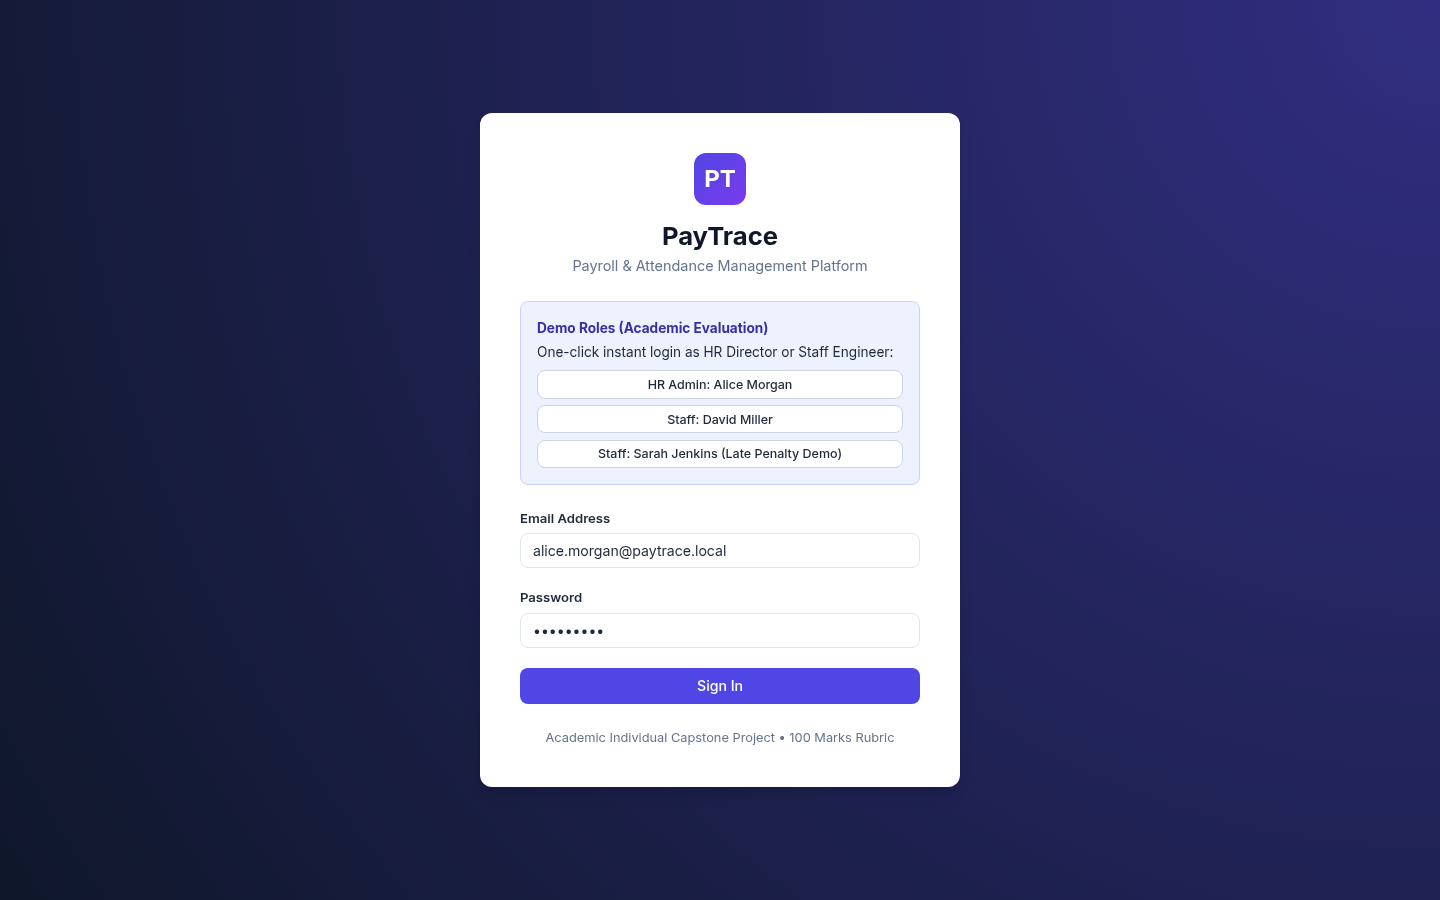 PT
PayTrace
Payroll & Attendance Management Platform
Demo Roles (Academic Evaluation)
One-click instant login as HR Director or Staff Engineer:
HR Admin: Alice Morgan
Staff: David Miller
Staff: Sarah Jenkins (Late Penalty Demo)
Email Address
alice.morgan@paytrace.local
Password
•••••••••
Sign In
Academic Individual Capstone Project • 100 Marks Rubric